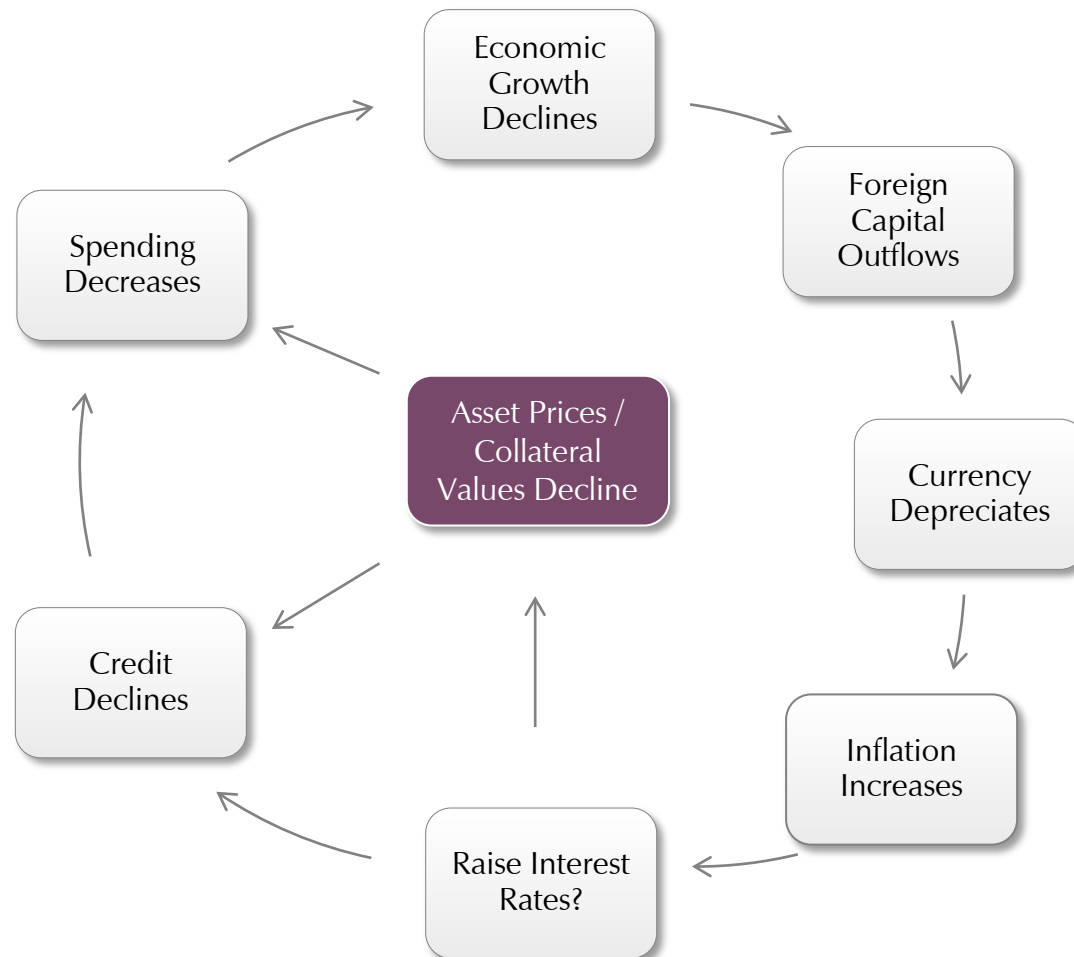 Economic
Growth
Declines
Foreign
Capital
Outflows
Spending
Decreases
Asset Prices /
Collateral
Values Decline
Currency
Depreciates
Credit
Declines
Inflation
Increases
Raise Interest
Rates?